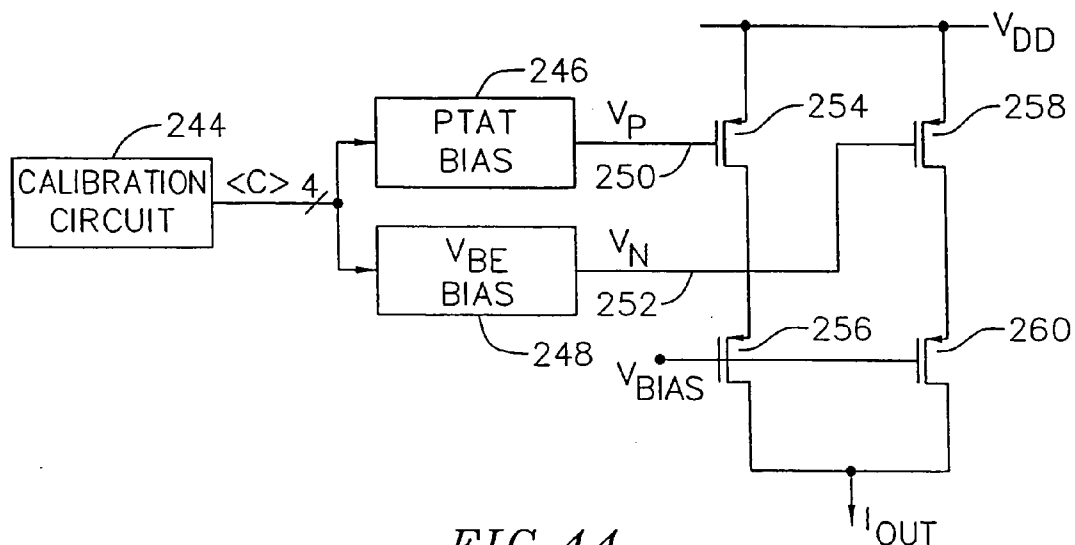 V_DD
246
254
258
244
PTAT
BIAS
V_P
250
CALIBRATION
CIRCUIT
<C> 4
V_BE
BIAS
V_N
252
248
256
260
V_BIAS
I_OUT